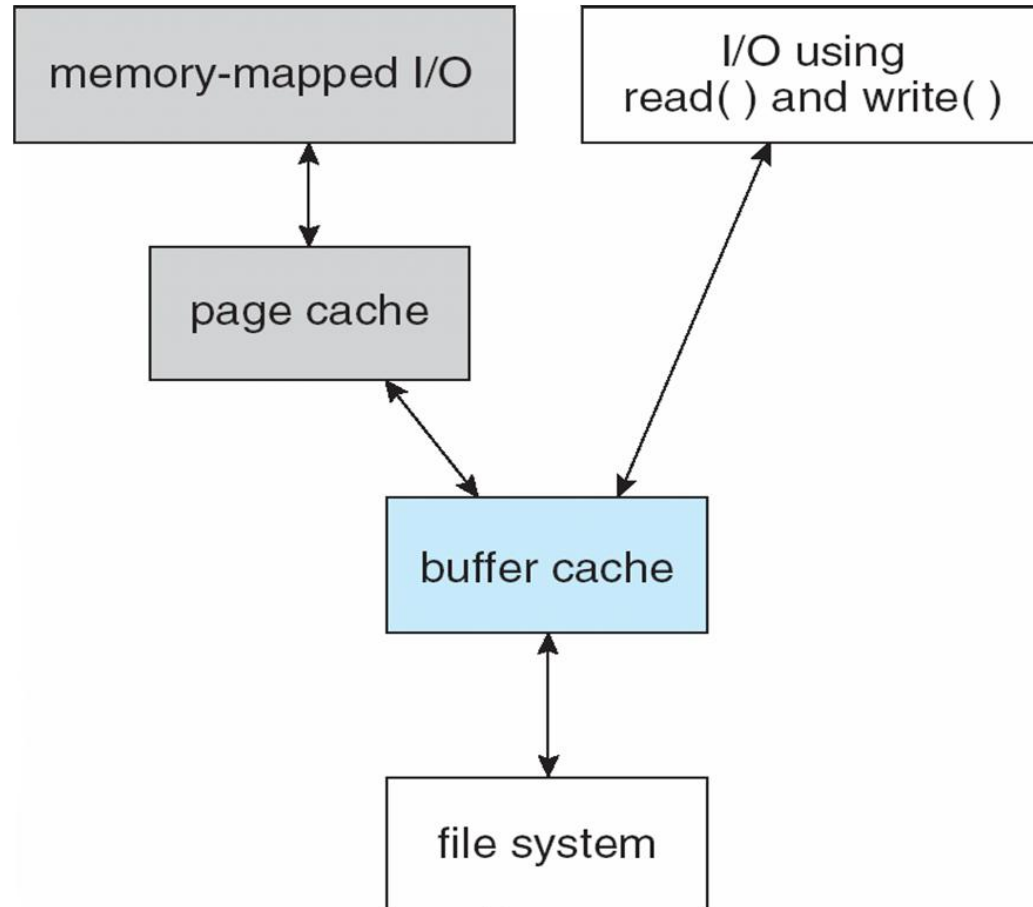 memory-mapped I/O
I/O using
read( ) and write( )
page cache
buffer cache
file system